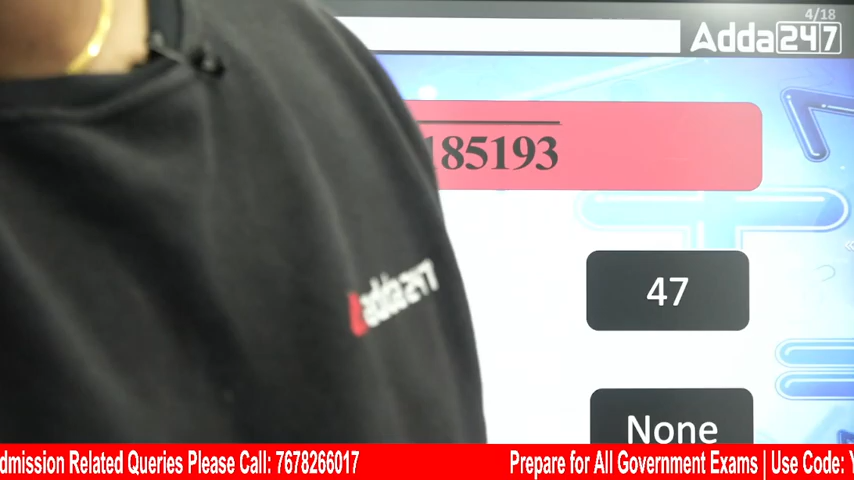 4/18
Adda247
185193
adda247
47
None
dmission Related Queries Please Call: 7678266017
Prepare for All Government Exams | Use Code: Y